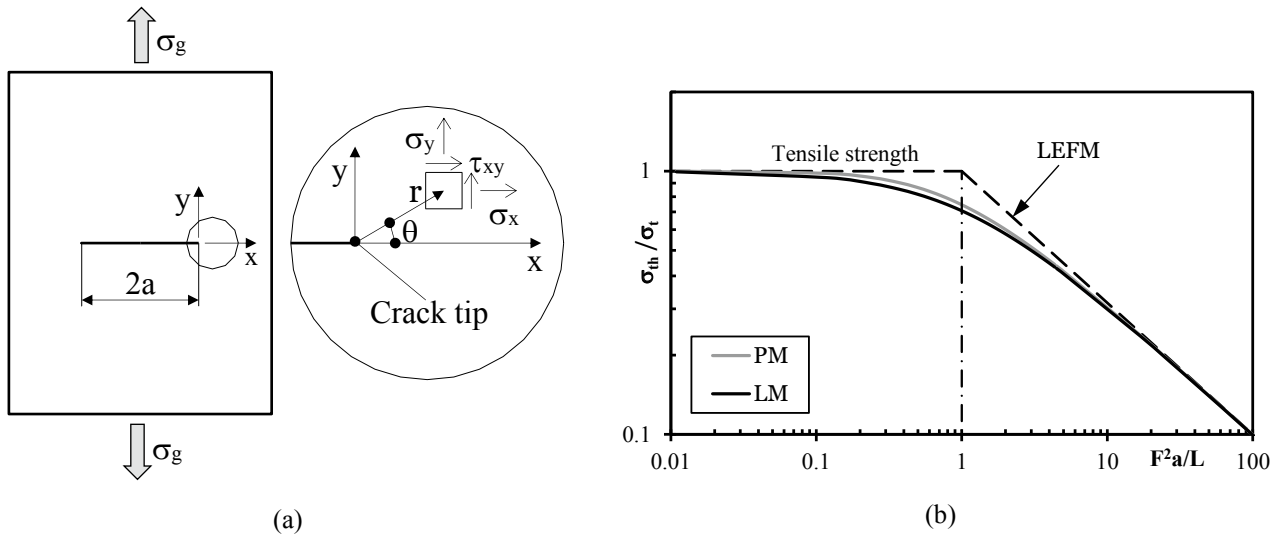 σg
y
x
2a
σg
σy
τxy
y
r
σx
θ
x
Crack tip
(a)
Tensile strength
LEFM
1
σth/σt
PM
LM
0.1
0.01
0.1
1
10
F²a/L
100
(b)